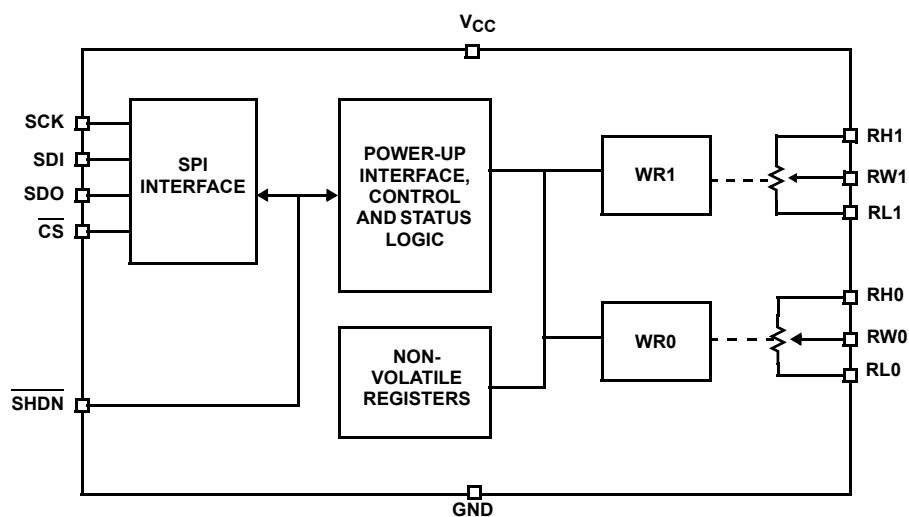 VCC
SCK
SDI
SDO
CS
SHDN
SPI
INTERFACE
POWER-UP
INTERFACE,
CONTROL
AND STATUS
LOGIC
NON-
VOLATILE
REGISTERS
WR1
WR0
RH1
RW1
RL1
RH0
RW0
RL0
GND